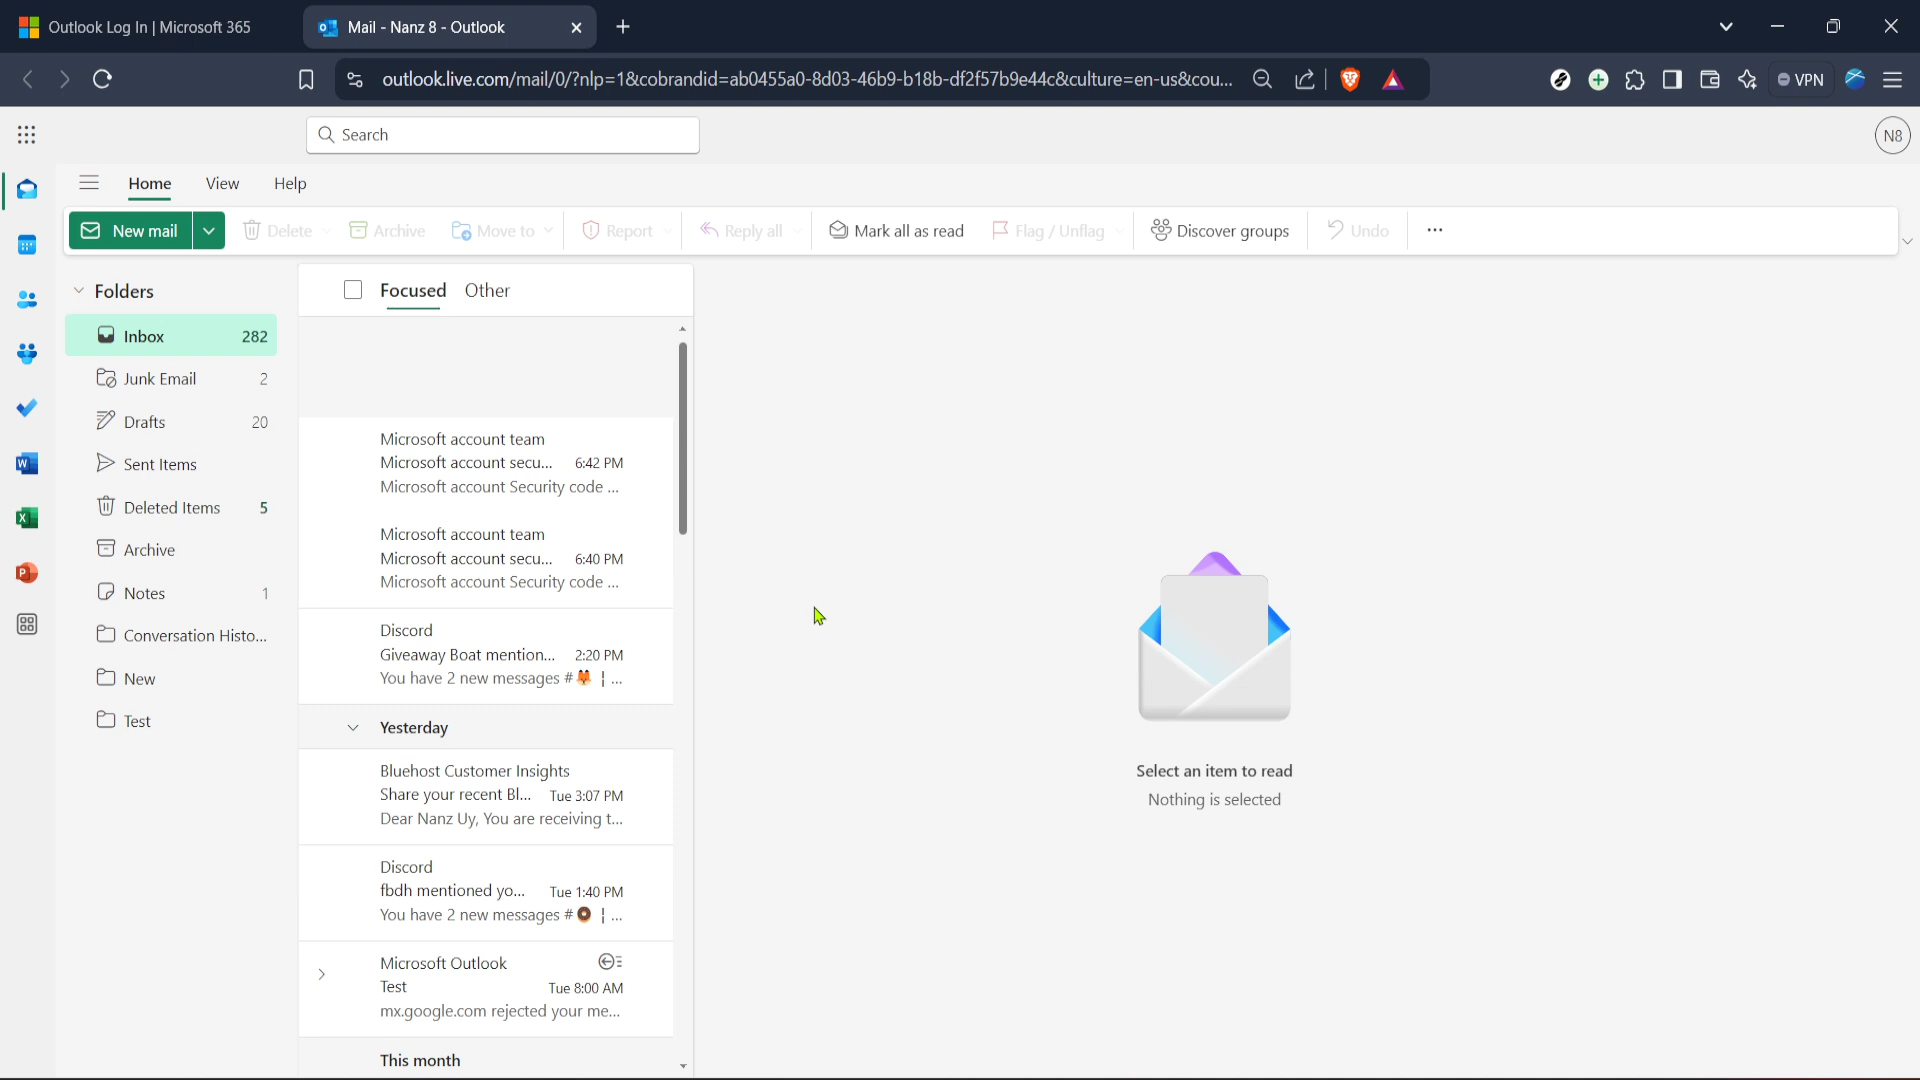 Outlook Log In | Microsoft 365
Mail - Nanz 8 - Outlook
outlook.live.com/mail/0/?nlp=1&cobrandid=ab0455a0-8d03-46b9-b18b-df2f57b9e44c&culture=en-us&cou...
VPN
Search
N8
Home View Help
New mail Delete Archive Move to Report Reply all Mark all as read Flag / Unflag Discover groups Undo ...
Folders
Inbox 282
Junk Email 2
Drafts 20
Sent Items
Deleted Items 5
Archive
Notes 1
Conversation Histo...
New
Test
Focused Other
Microsoft account team
Microsoft account secu... 6:42 PM
Microsoft account Security code ...
Microsoft account team
Microsoft account secu... 6:40 PM
Microsoft account Security code ...
Discord
Giveaway Boat mention... 2:20 PM
You have 2 new messages #🦊 ¦ ...
Yesterday
Bluehost Customer Insights
Share your recent Bl... Tue 3:07 PM
Dear Nanz Uy, You are receiving t...
Discord
fbdh mentioned yo... Tue 1:40 PM
You have 2 new messages #🍩 ¦ ...
Microsoft Outlook
Test Tue 8:00 AM
mx.google.com rejected your me...
This month
Select an item to read
Nothing is selected